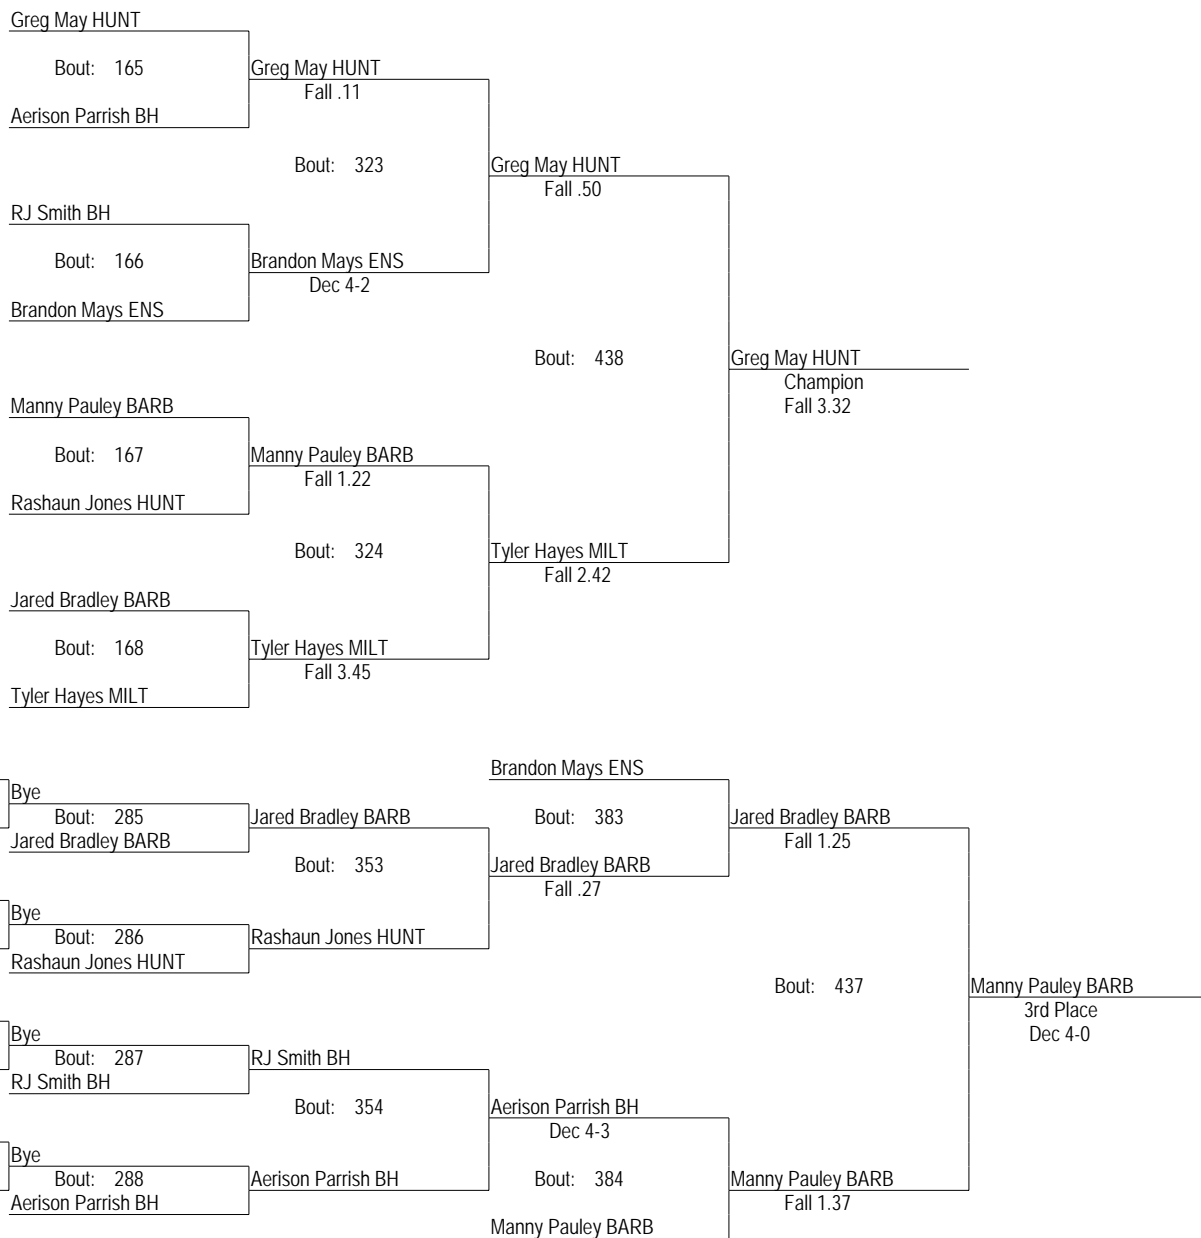 Greg May HUNT
Bout: 165
Greg May HUNT
Fall .11
Aerison Parrish BH
Bout: 323
Greg May HUNT
Fall .50
RJ Smith BH
Bout: 166
Brandon Mays ENS
Dec 4-2
Brandon Mays ENS
Bout: 438
Greg May HUNT
Champion
Fall 3.32
Manny Pauley BARB
Bout: 167
Manny Pauley BARB
Fall 1.22
Rashaun Jones HUNT
Bout: 324
Tyler Hayes MILT
Fall 2.42
Jared Bradley BARB
Bout: 168
Tyler Hayes MILT
Fall 3.45
Tyler Hayes MILT
Brandon Mays ENS
Bye
Bout: 285
Jared Bradley BARB
Bout: 383
Jared Bradley BARB
Fall 1.25
Jared Bradley BARB
Bout: 353
Jared Bradley BARB
Fall .27
Bye
Bout: 286
Rashaun Jones HUNT
Rashaun Jones HUNT
Bout: 437
Manny Pauley BARB
3rd Place
Dec 4-0
Bye
Bout: 287
RJ Smith BH
RJ Smith BH
Bout: 354
Aerison Parrish BH
Dec 4-3
Bye
Bout: 288
Aerison Parrish BH
Bout: 384
Manny Pauley BARB
Fall 1.37
Aerison Parrish BH
Manny Pauley BARB